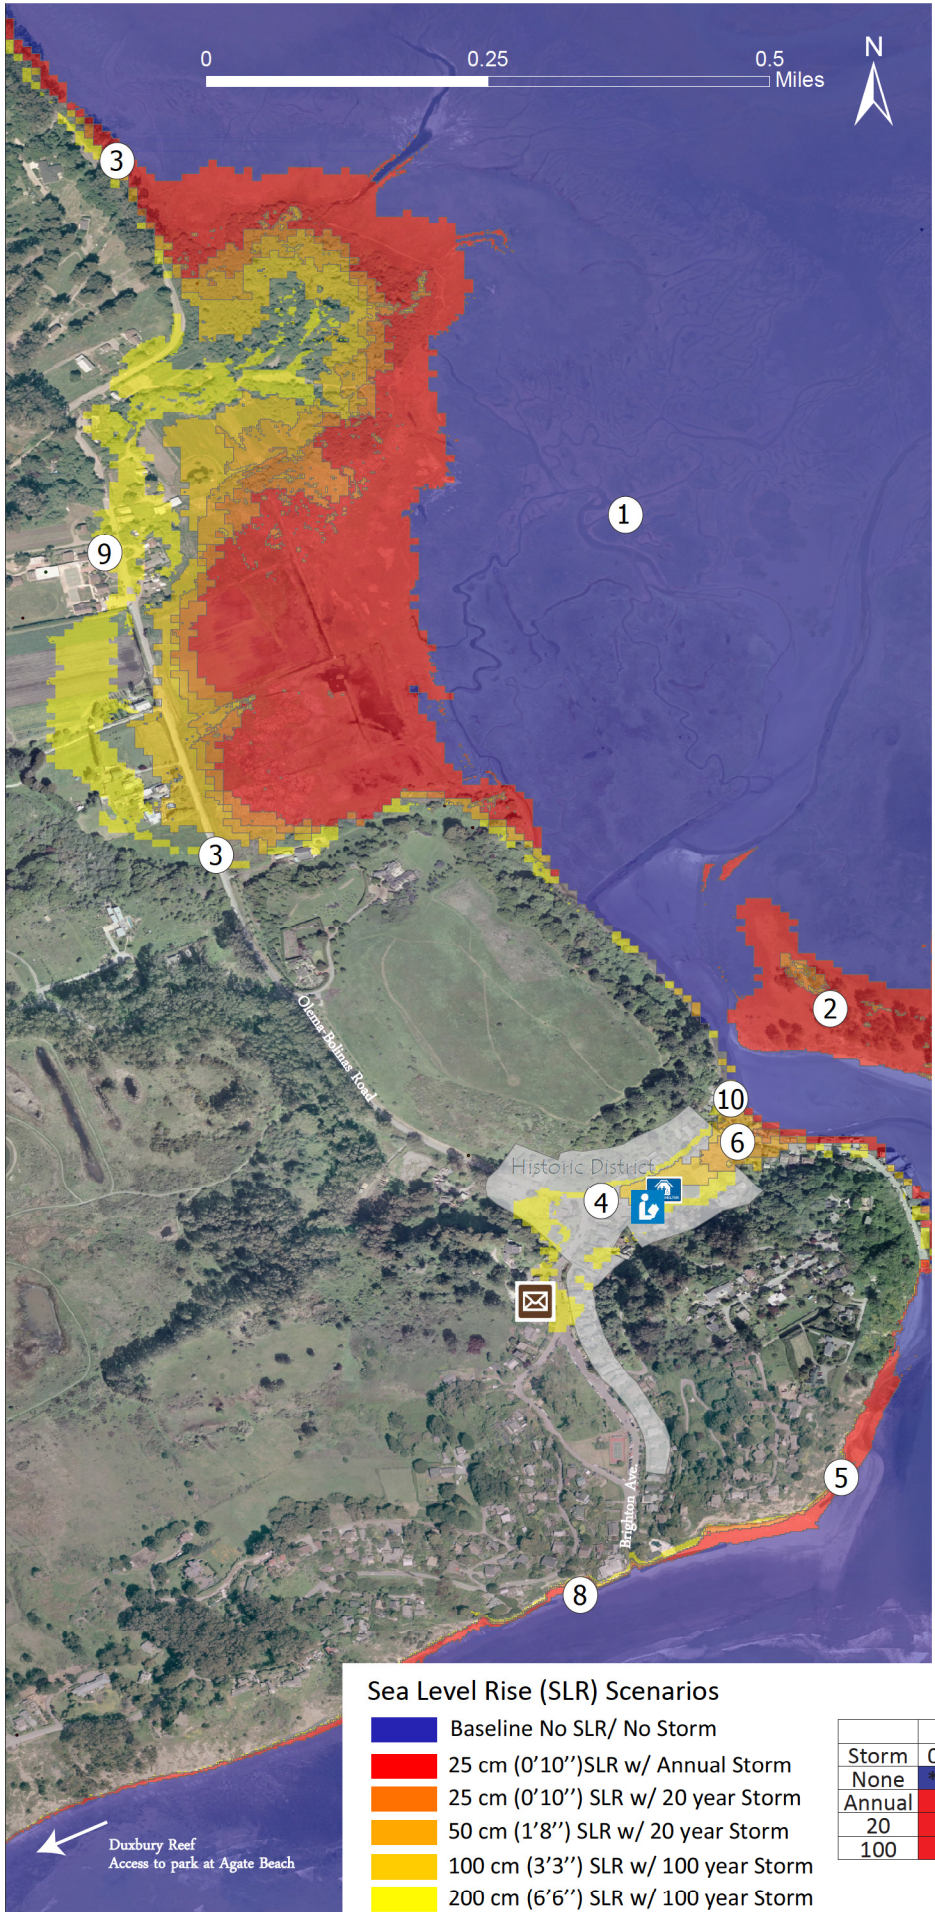 0 0.25 0.5
Miles
N
3
1
9
3
2
10
6
Olema-Bolinas Road
Historic District
4
5
Brighton Ave.
8
Sea Level Rise (SLR) Scenarios
Baseline No SLR/ No Storm
25 cm (0'10'')SLR w/ Annual Storm
25 cm (0'10'') SLR w/ 20 year Storm
50 cm (1'8'') SLR w/ 20 year Storm
100 cm (3'3'') SLR w/ 100 year Storm
200 cm (6'6'') SLR w/ 100 year Storm
Storm 0
None *
Annual
20
100
Duxbury Reef
Access to park at Agate Beach